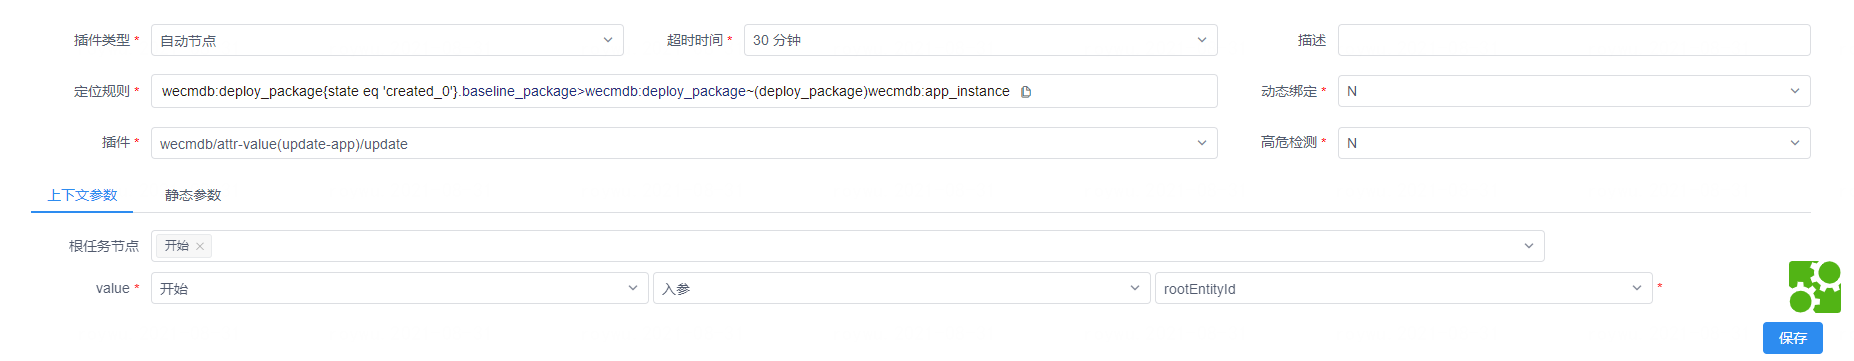 插件类型 * 自动节点 超时时间 * 30 分钟 描述
定位规则 * wecmdb:deploy_package{state eq 'created_0'}.baseline_package>wecmdb:deploy_package~(deploy_package)wecmdb:app_instance 动态绑定 * N
插件 * wecmdb/attr-value(update-app)/update 高危检测 * N
上下文参数 静态参数
根任务节点 开始 ×
value * 开始 入参 rootEntityId *
保存